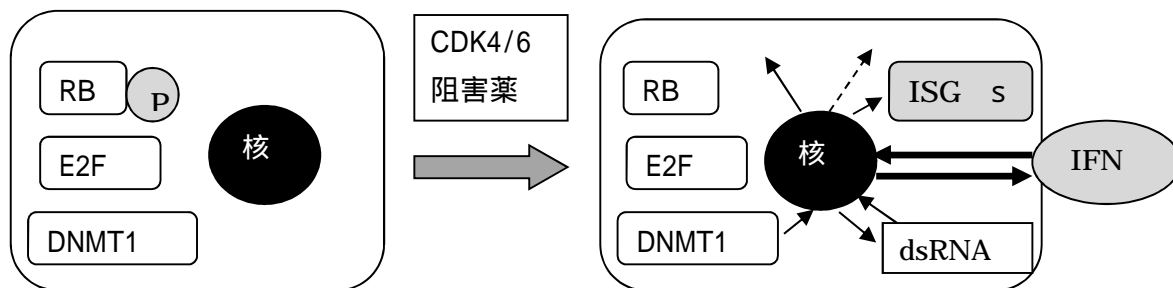 RB
P
核
E2F
DNMT1
CDK4/6
阻害薬
RB
ISG s
核
E2F
IFN
DNMT1
dsRNA